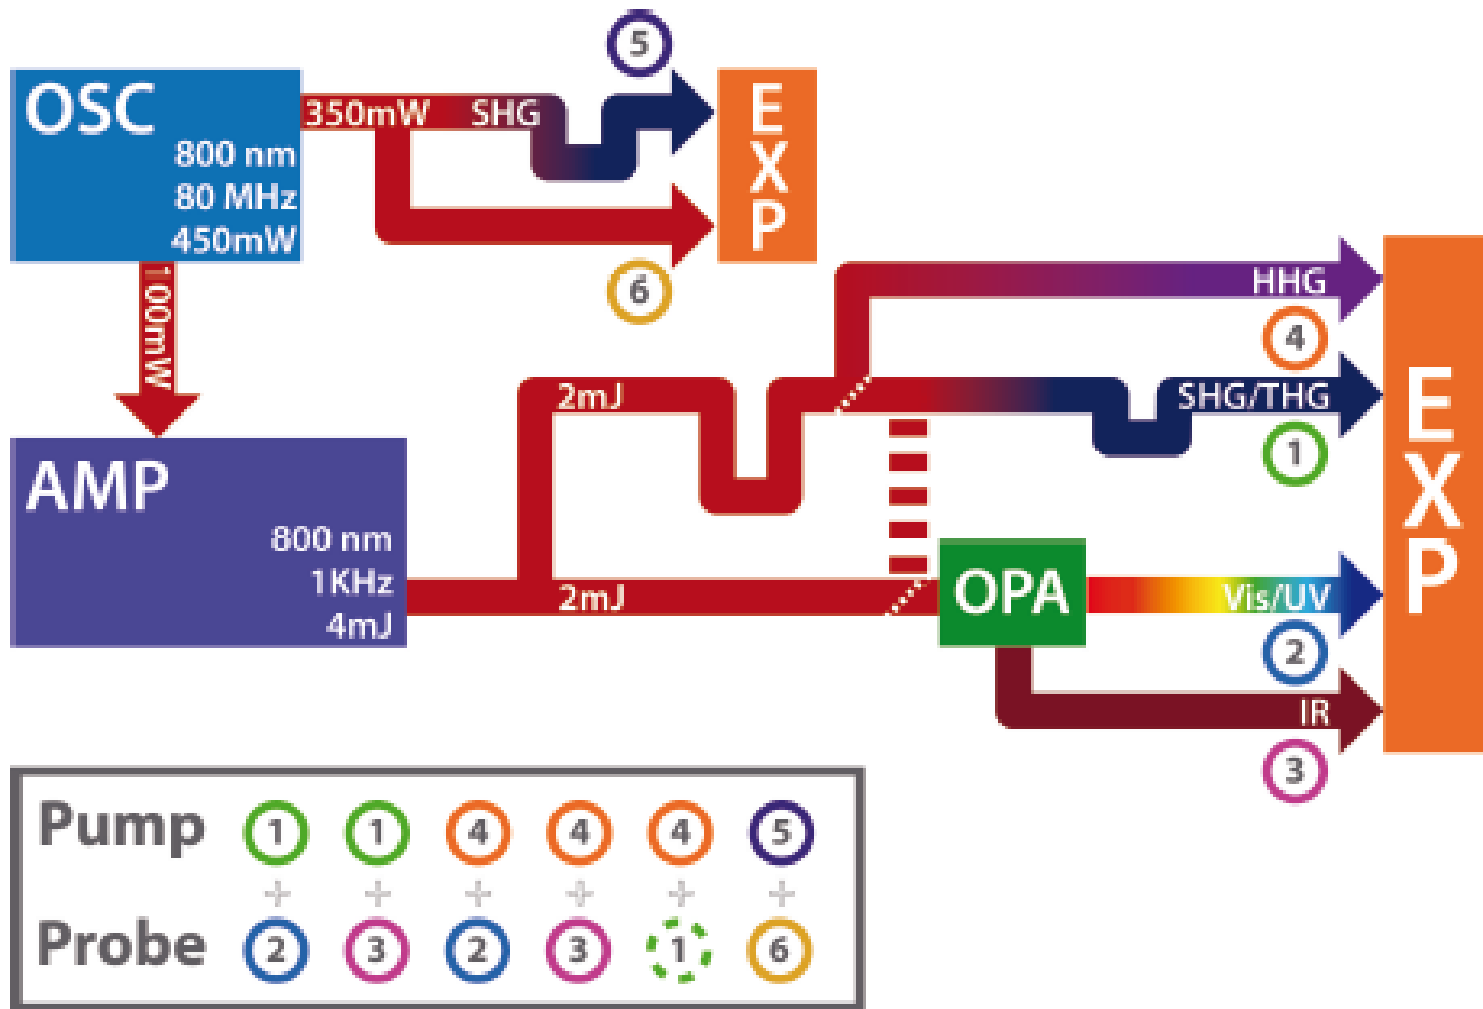 5
OSC
350mW
SHG
EXP
800 nm
80 MHz
450mW
6
100mW
HHG
4
2mJ
SHG/THG
1
EXP
AMP
800 nm
1KHz
4mJ
2mJ
OPA
Vis/UV
2
IR
3
Pump 1 1 4 4 4 5
+ + + + + +
Probe 2 3 2 3 1 6